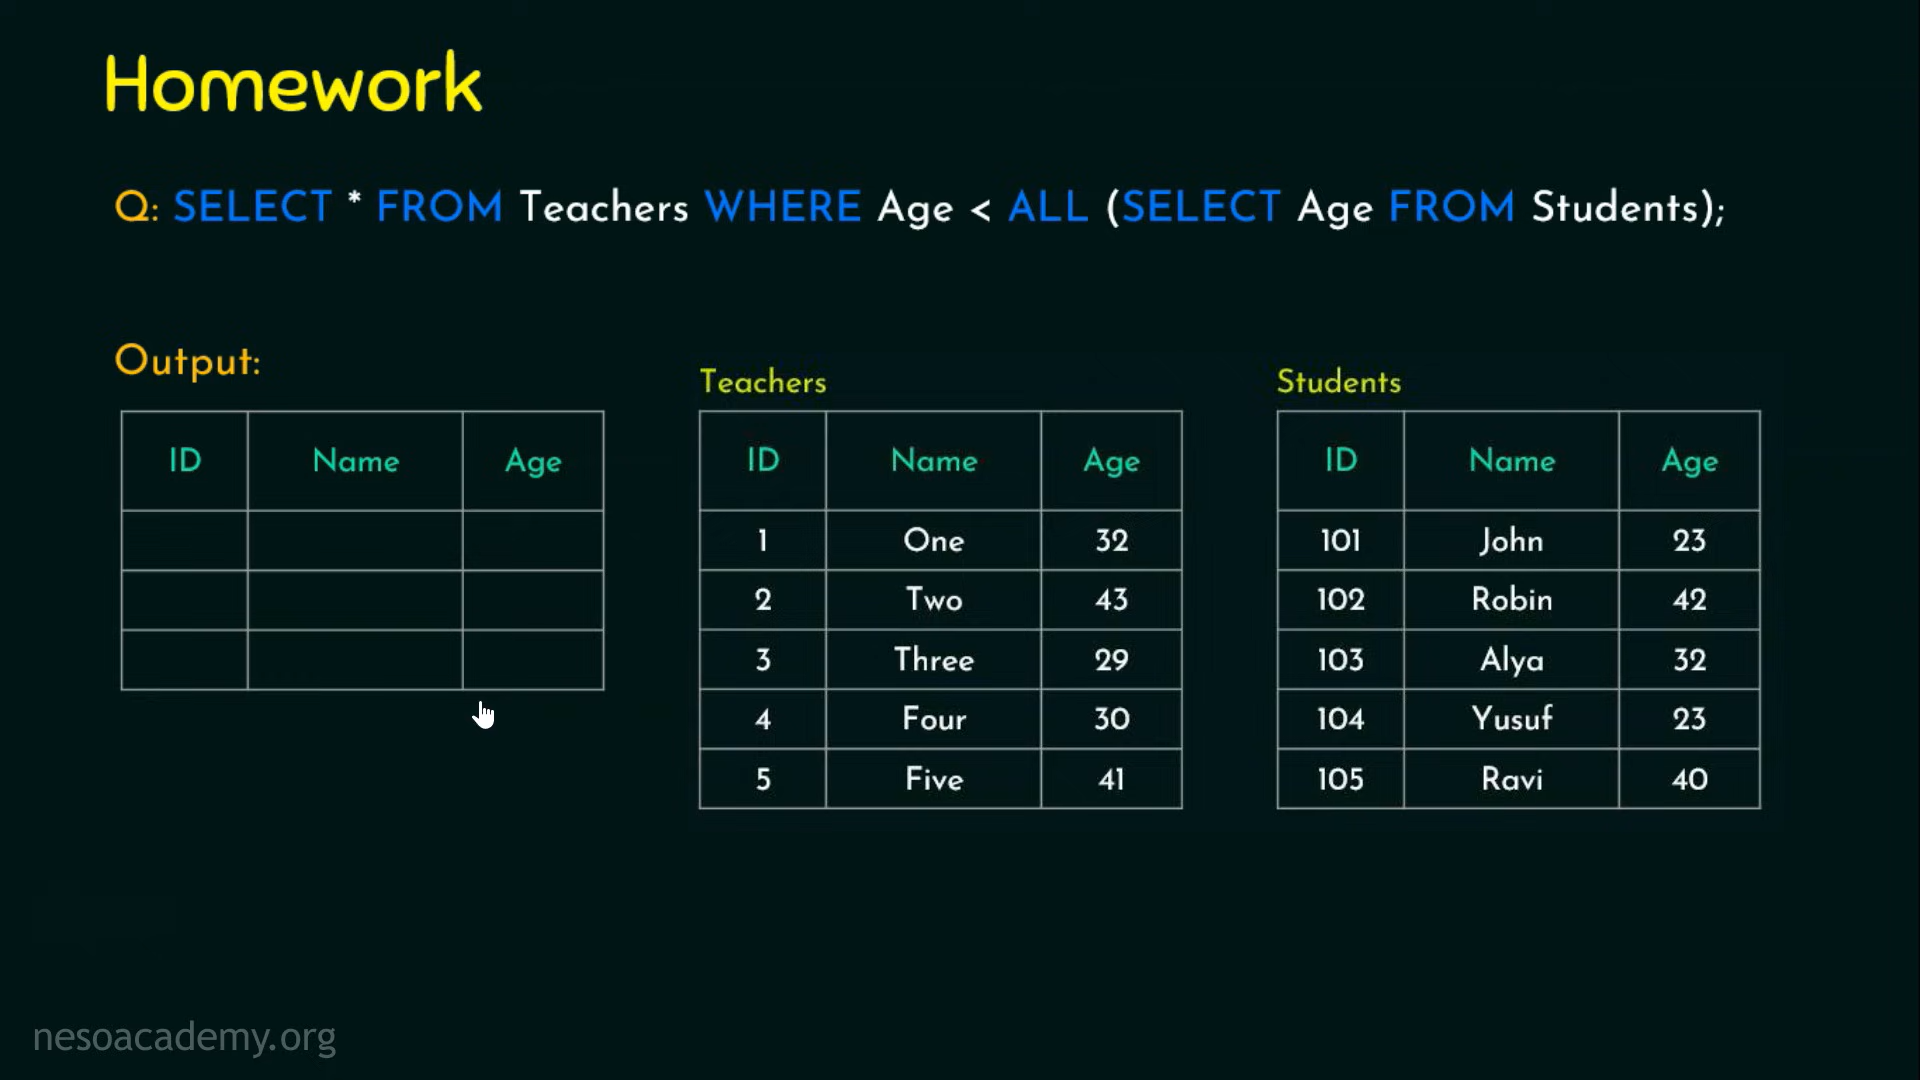 Homework
Q: SELECT * FROM Teachers WHERE Age < ALL (SELECT Age FROM Students);
Output:
ID Name Age
Teachers
ID Name Age
1 One 32
2 Two 43
3 Three 29
4 Four 30
5 Five 41
Students
ID Name Age
101 John 23
102 Robin 42
103 Alya 32
104 Yusuf 23
105 Ravi 40
nesoacademy.org